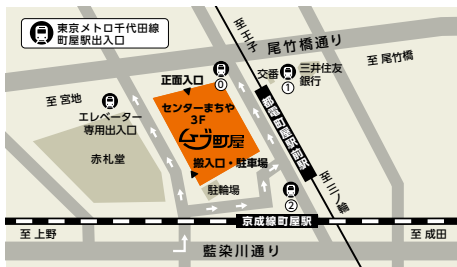 東京メトロ千代田線
町屋駅出入口
至 王子
尾竹橋通り
至 尾竹橋
交番
①
三井住友
銀行
⓪
正面入口
至 宮地
エレベーター
専用出入口
センターまちや
3F
ムーブ町屋
都電町屋駅前駅
赤札堂
搬入口・駐車場
駐輪場
②
至 三ノ輪
京成線町屋駅
至 上野
至 成田
藍染川通り